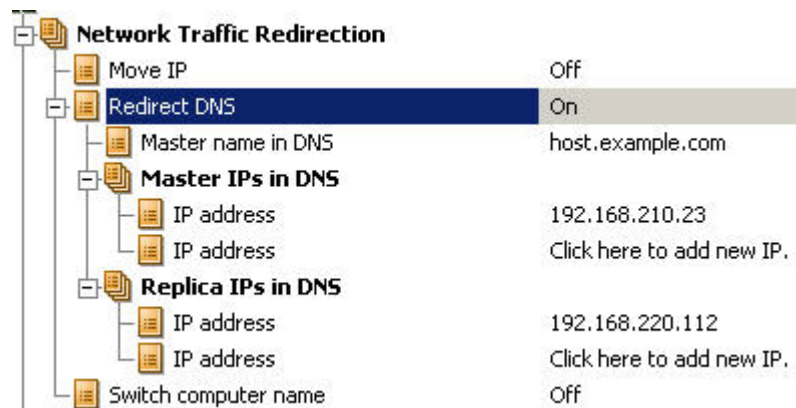 Network Traffic Redirection
Move IP Off
Redirect DNS On
Master name in DNS host.example.com
Master IPs in DNS
IP address 192.168.210.23
IP address Click here to add new IP.
Replica IPs in DNS
IP address 192.168.220.112
IP address Click here to add new IP.
Switch computer name Off